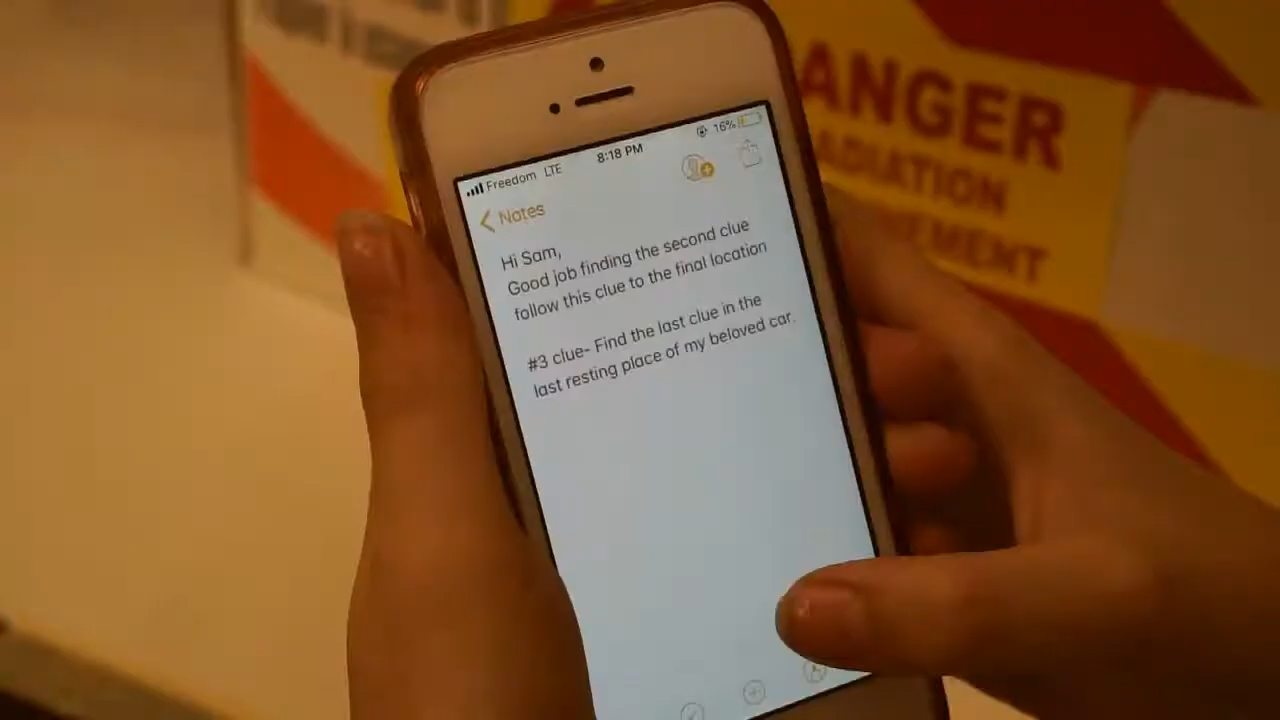 Freedom LTE 8:18 PM 16%
Notes
Hi Sam,
Good job finding the second clue
follow this clue to the final location
#3 clue- Find the last clue in the
last resting place of my beloved car.
ANGER
ADIATION
EMENT